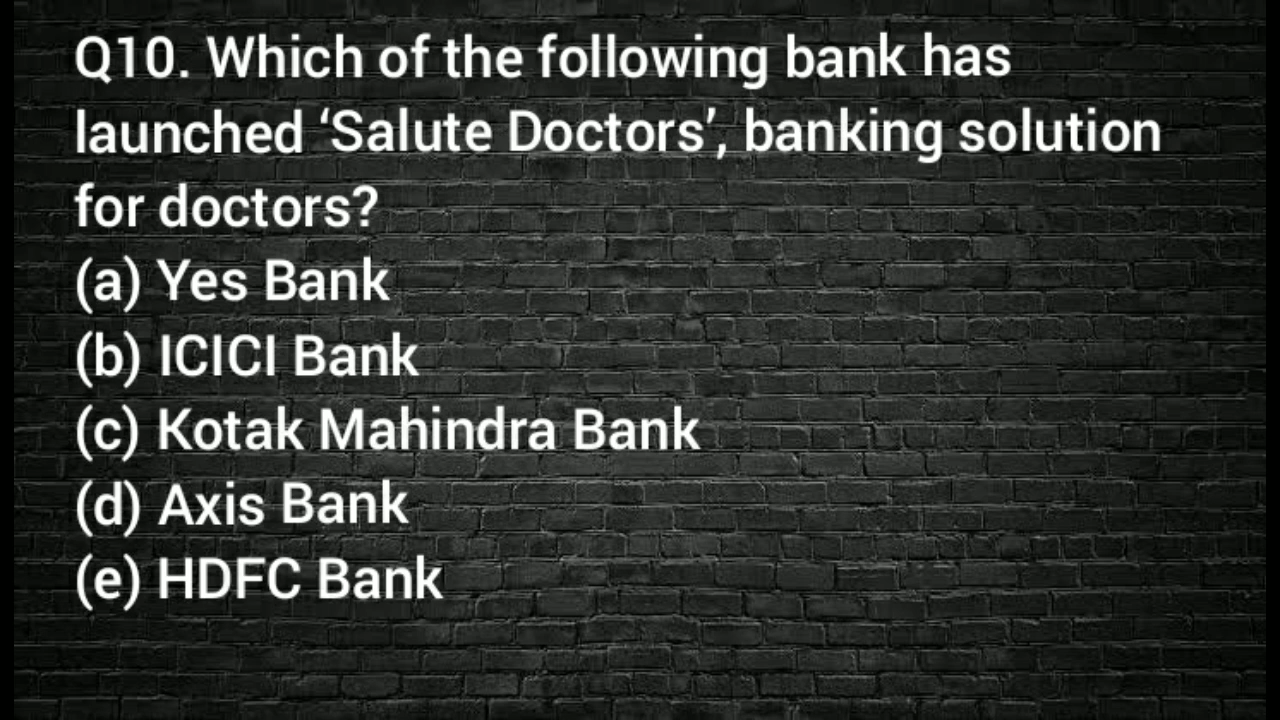 Q10. Which of the following bank has
launched ‘Salute Doctors’, banking solution
for doctors?
(a) Yes Bank
(b) ICICI Bank
(c) Kotak Mahindra Bank
(d) Axis Bank
(e) HDFC Bank